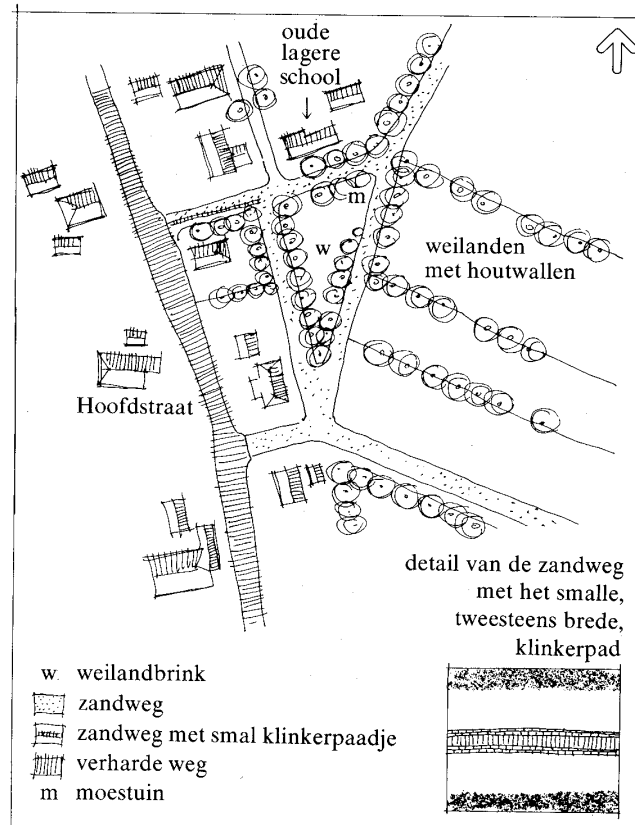 oude
lagere
school
m
w
weilanden
met houtwallen
Hoofdstraat
detail van de zandweg
met het smalle,
tweesteens brede,
klinkerpad
w. weilandbrink
zandweg
zandweg met smal klinkerpaadje
verharde weg
m moestuin